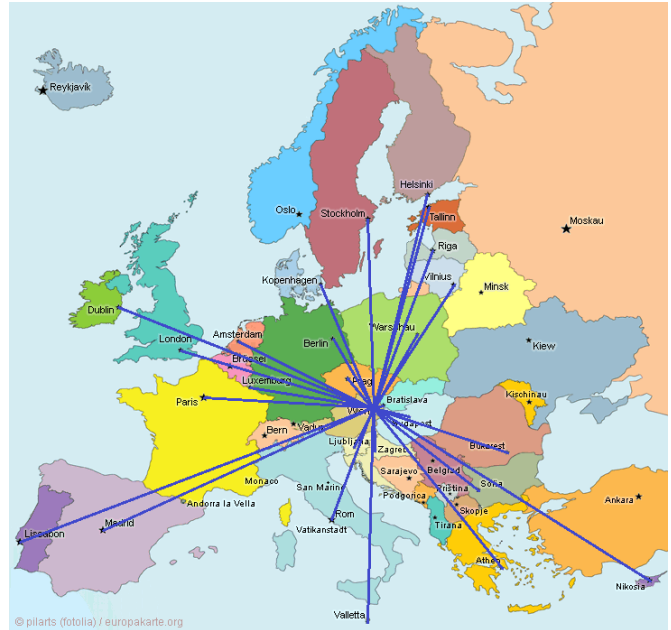 Reykjavik
Helsinki
Oslo
Stockholm
Tallinn
Moskau
Riga
Kopenhagen
Vilnius
Minsk
Dublin
Amsterdam
Berlin
Warschau
London
Kiew
Brüssel
Luxemburg
Prag
Paris
Bratislava
Kischinau
Wien
Bern
Vaduz
Budapest
Ljubljana
Zagreb
Bukarest
Monaco
San Marino
Sarajevo
Belgrad
Sofia
Pristina
Andorra la Vella
Podgorica
Skopje
Ankara
Rom
Vatikanstadt
Tirana
Madrid
Lissabon
Athen
Nikosia
Valletta
© pilarts (fotolia) / europakarte.org